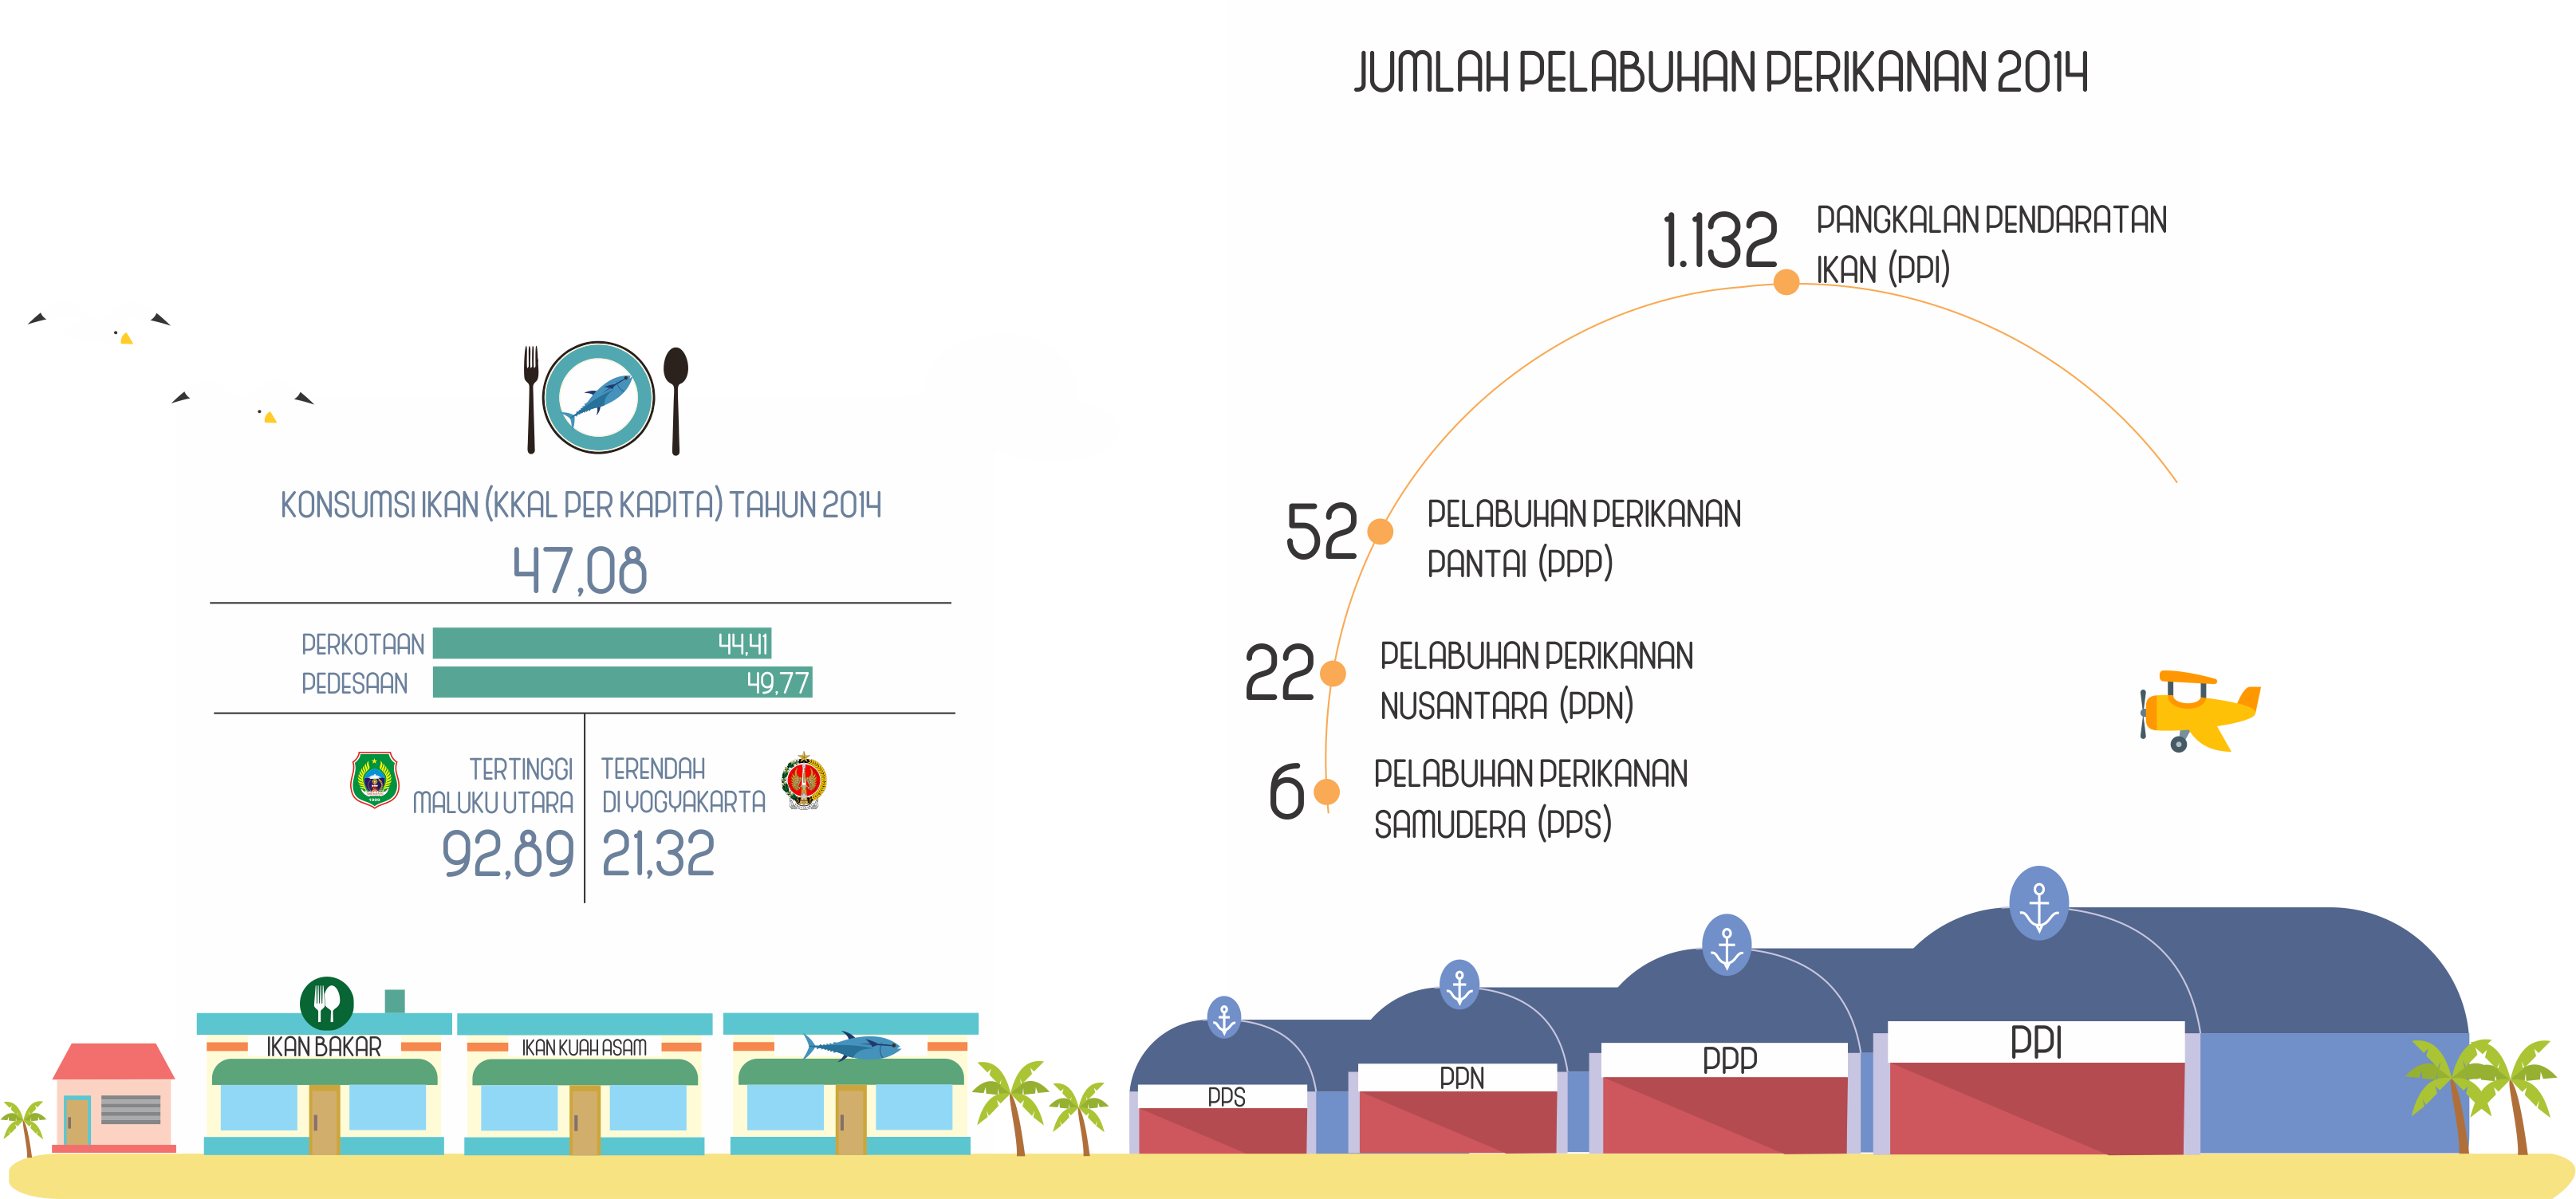 JUMLAH PELABUHAN PERIKANAN 2014
1.132
PANGKALAN PENDARATAN
IKAN (PPI)
52
PELABUHAN PERIKANAN
PANTAI (PPP)
22
PELABUHAN PERIKANAN
NUSANTARA (PPN)
6
PELABUHAN PERIKANAN
SAMUDERA (PPS)
KONSUMSI IKAN (KKAL PER KAPITA) TAHUN 2014
47,08
PERKOTAAN 44,41
PEDESAAN 49,77
TERTINGGI
MALUKU UTARA
92,89
TERENDAH
DI YOGYAKARTA
21,32
IKAN BAKAR
IKAN KUAH ASAM
PPS
PPN
PPP
PPI